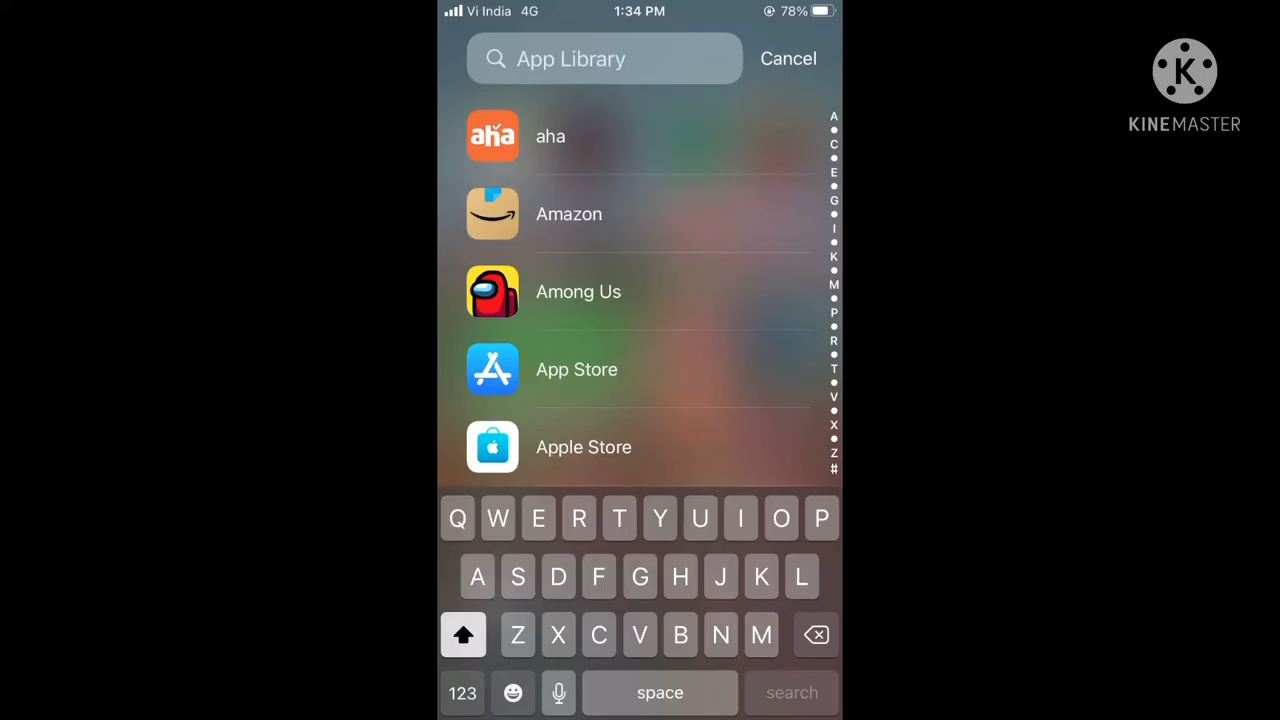 Vi India 4G 1:34 PM 78%
App Library Cancel
K
KINEMASTER
aha aha
Amazon
Among Us
App Store
Apple Store
A
C
E
G
I
K
M
P
R
T
V
X
Z
#
Q W E R T Y U I O P
A S D F G H J K L
Z X C V B N M
123 space search